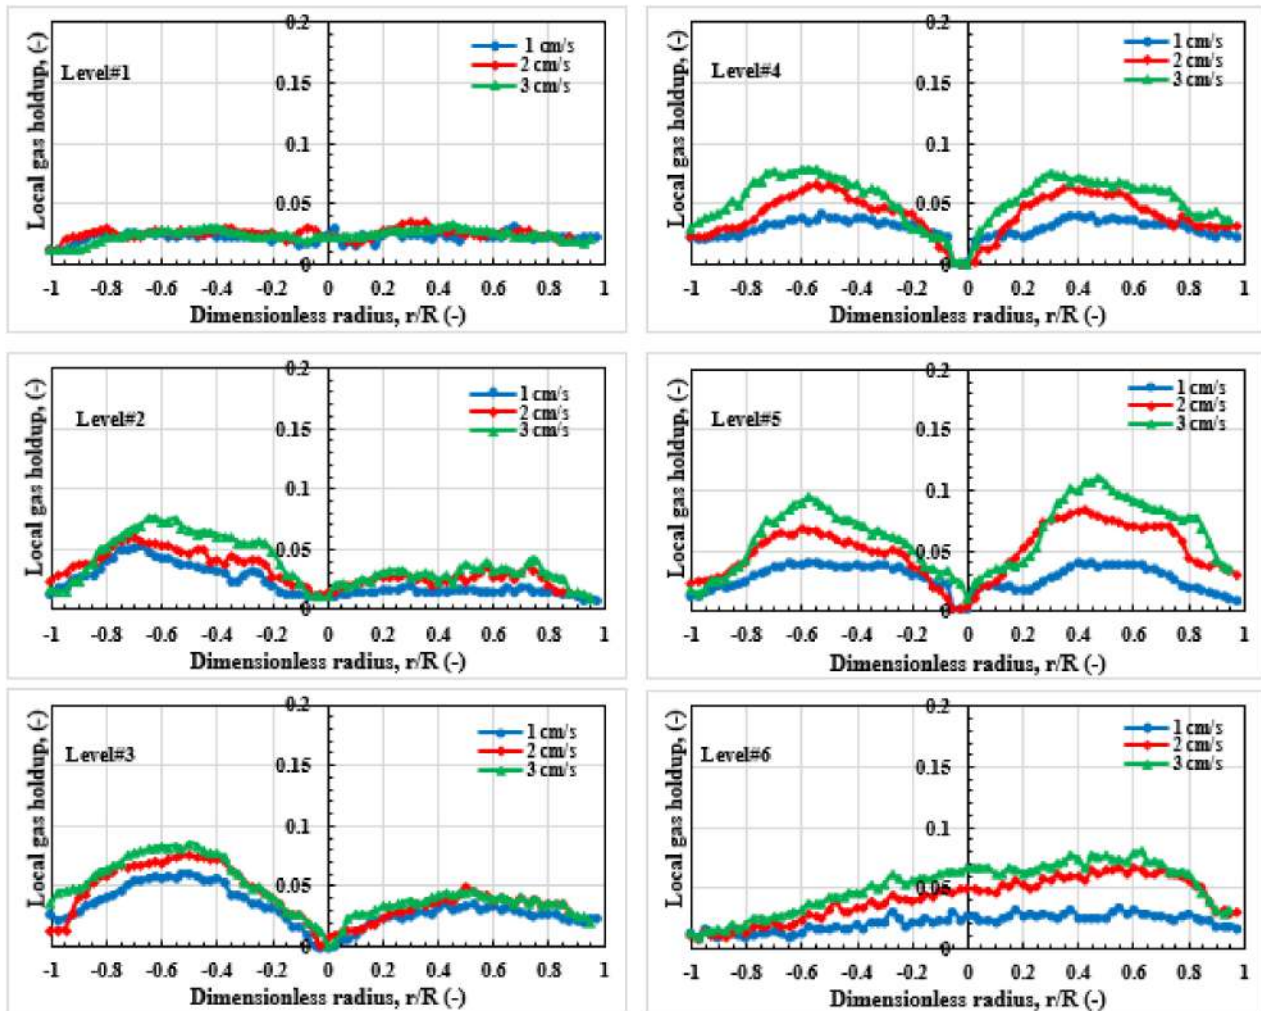 Local gas holdup, (-)
Level#1
1 cm/s
2 cm/s
3 cm/s
0.2
0.15
0.1
0.05
0
-1 -0.8 -0.6 -0.4 -0.2 0 0.2 0.4 0.6 0.8 1
Dimensionless radius, r/R (-)
Local gas holdup, (-)
Level#4
1 cm/s
2 cm/s
3 cm/s
0.2
0.15
0.1
0.05
0
-1 -0.8 -0.6 -0.4 -0.2 0 0.2 0.4 0.6 0.8 1
Dimensionless radius, r/R (-)
Local gas holdup, (-)
Level#2
1 cm/s
2 cm/s
3 cm/s
0.2
0.15
0.1
0.05
0
-1 -0.8 -0.6 -0.4 -0.2 0 0.2 0.4 0.6 0.8 1
Dimensionless radius, r/R (-)
Local gas holdup, (-)
Level#5
1 cm/s
2 cm/s
3 cm/s
0.2
0.15
0.1
0.05
0
-1 -0.8 -0.6 -0.4 -0.2 0 0.2 0.4 0.6 0.8 1
Dimensionless radius, r/R (-)
Local gas holdup, (-)
Level#3
1 cm/s
2 cm/s
3 cm/s
0.2
0.15
0.1
0.05
0
-1 -0.8 -0.6 -0.4 -0.2 0 0.2 0.4 0.6 0.8 1
Dimensionless radius, r/R (-)
Local gas holdup, (-)
Level#6
1 cm/s
2 cm/s
3 cm/s
0.2
0.15
0.1
0.05
0
-1 -0.8 -0.6 -0.4 -0.2 0 0.2 0.4 0.6 0.8 1
Dimensionless radius, r/R (-)